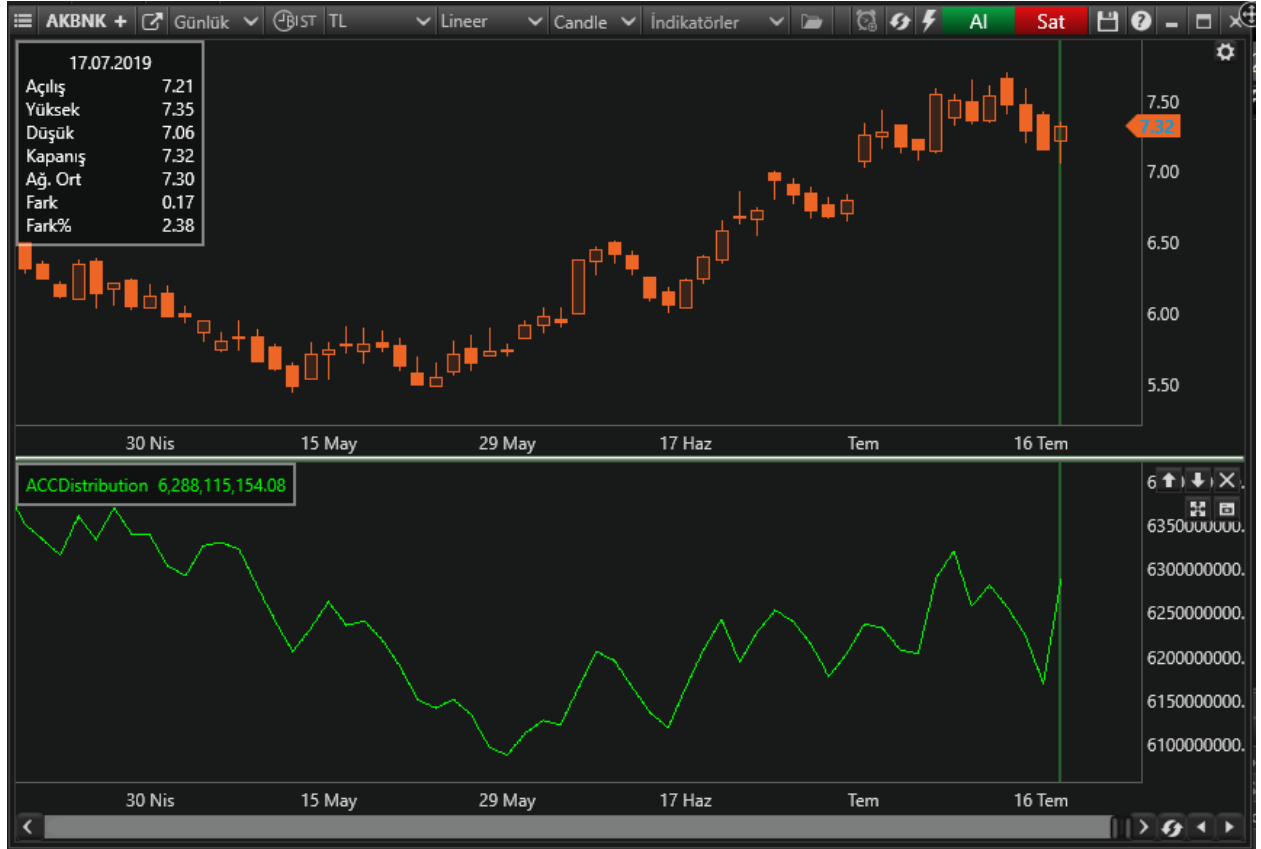 AKBNK + Günlük BIST TL Lineer Candle İndikatörler Al Sat
17.07.2019
Açılış 7.21
Yüksek 7.35
Düşük 7.06
Kapanış 7.32
Ağ. Ort 7.30
Fark 0.17
Fark% 2.38
7.50
7.32
7.00
6.50
6.00
5.50
30 Nis 15 May 29 May 17 Haz Tem 16 Tem
ACCDistribution 6,288,115,154.08
6350000000.
6300000000.
6250000000.
6200000000.
6150000000.
6100000000.
30 Nis 15 May 29 May 17 Haz Tem 16 Tem